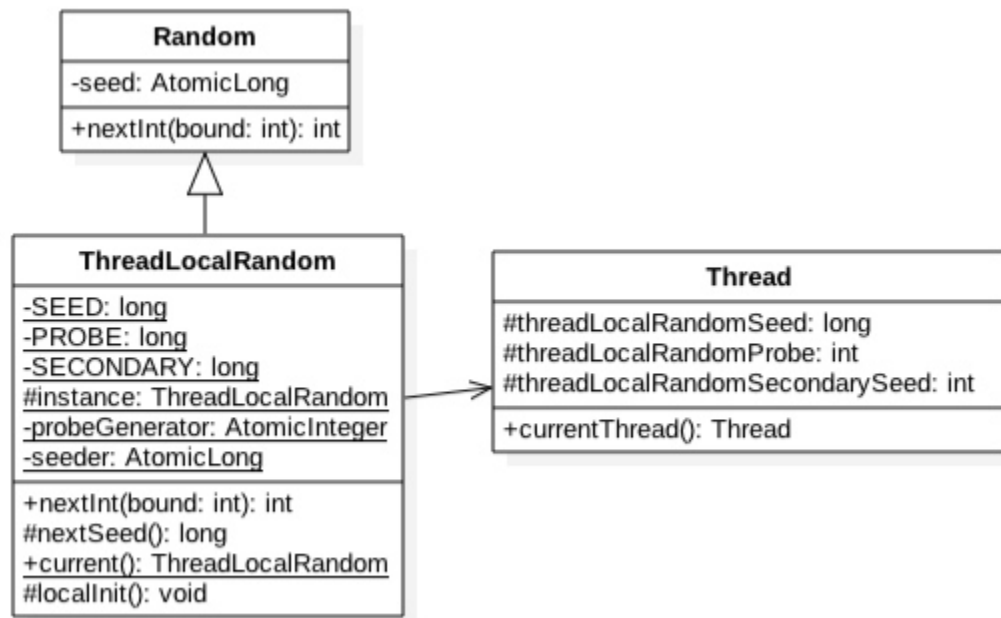 Random
-seed: AtomicLong
+nextInt(bound: int): int
ThreadLocalRandom
-SEED: long
-PROBE: long
-SECONDARY: long
#instance: ThreadLocalRandom
-probeGenerator: AtomicInteger
-seeder: AtomicLong
+nextInt(bound: int): int
#nextSeed(): long
+current(): ThreadLocalRandom
#localInit(): void
Thread
#threadLocalRandomSeed: long
#threadLocalRandomProbe: int
#threadLocalRandomSecondarySeed: int
+currentThread(): Thread